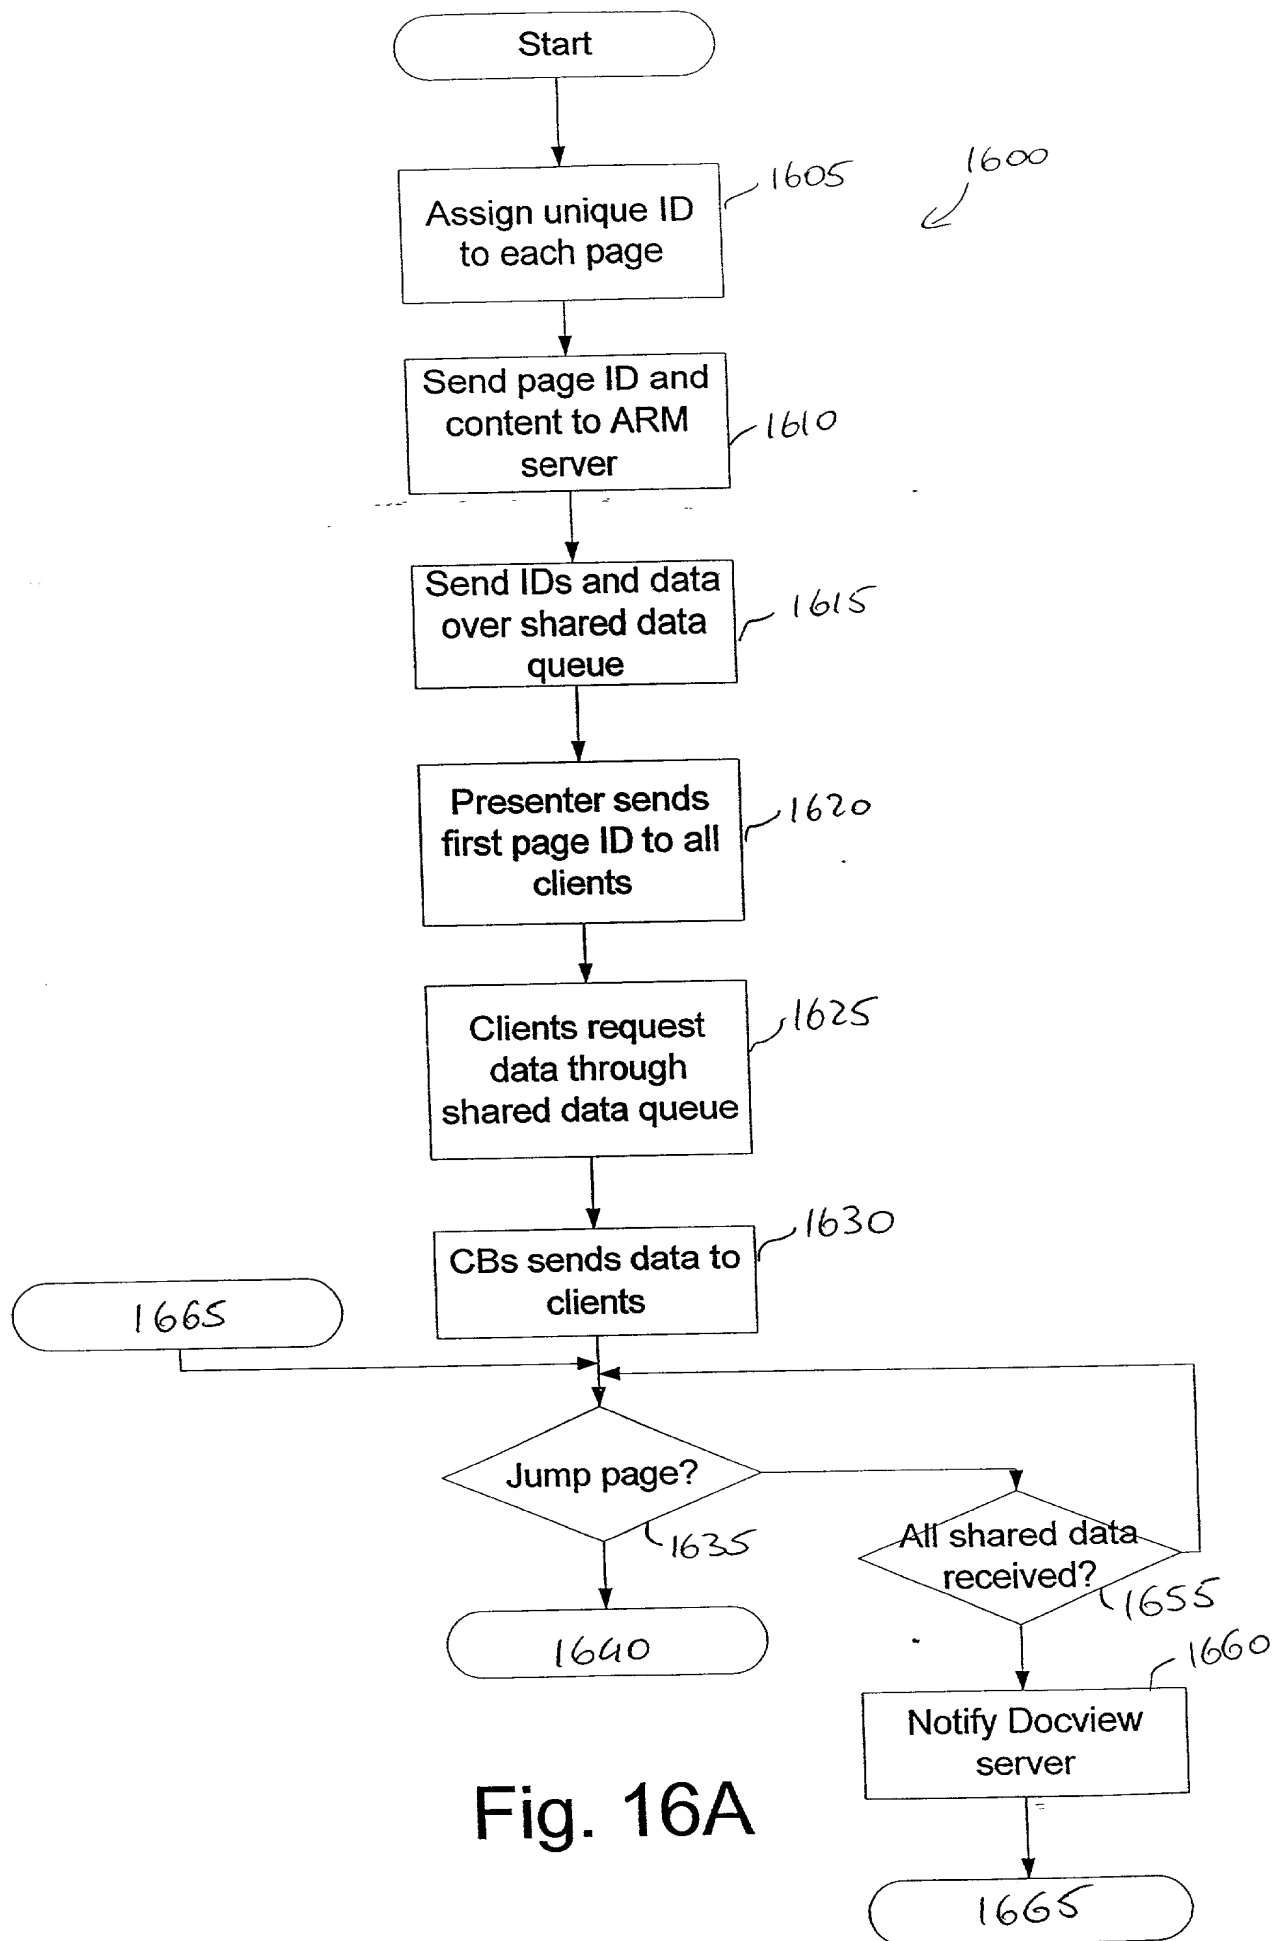 Start
1600
1605
Assign unique ID
to each page
Send page ID and
content to ARM
server
1610
Send IDs and data
over shared data
queue
1615
Presenter sends
first page ID to all
clients
1620
Clients request
data through
shared data queue
1625
1630
CBs sends data to
clients
1665
Jump page?
1635
All shared data
received?
1655
1640
1660
Notify Docview
server
Fig. 16A
1665